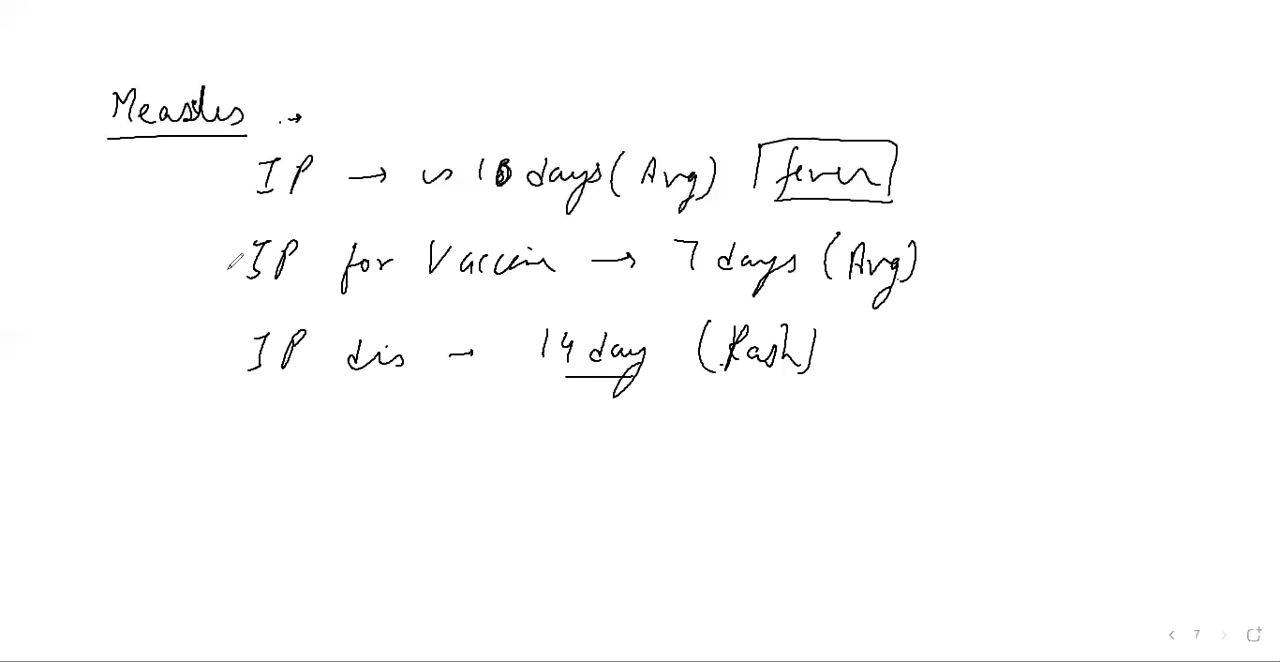 Measles →
IP → 10 days (Avg) fever
IP for Vaccine → 7 days (Avg)
IP dis → 14 day (Rash)
7